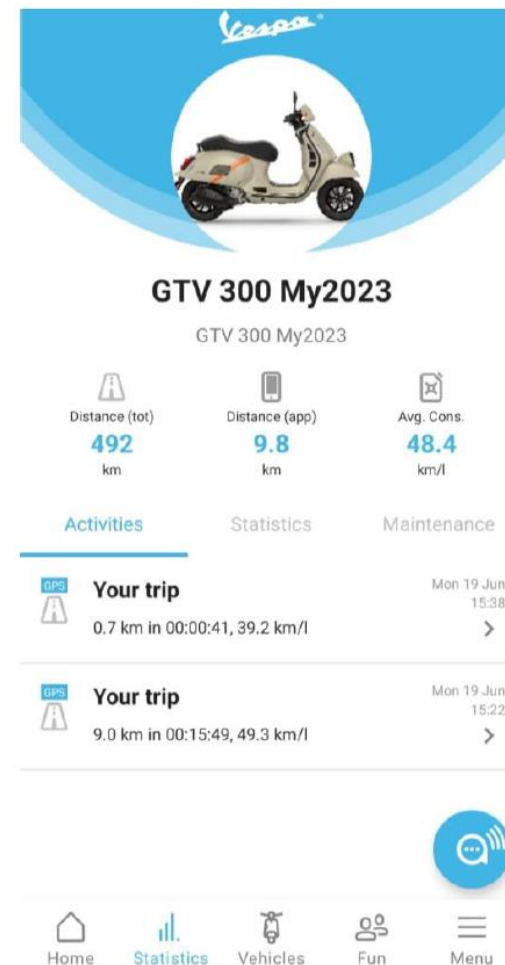 Vespa
GTV 300 My2023
GTV 300 My2023
Distance (tot)
492
km
Distance (app)
9.8
km
Avg. Cons.
48.4
km/l
Activities
Statistics
Maintenance
GPS
Your trip
0.7 km in 00:00:41, 39.2 km/l
Mon 19 Jun
15:38
GPS
Your trip
9.0 km in 00:15:49, 49.3 km/l
Mon 19 Jun
15:22
Home
Statistics
Vehicles
Fun
Menu